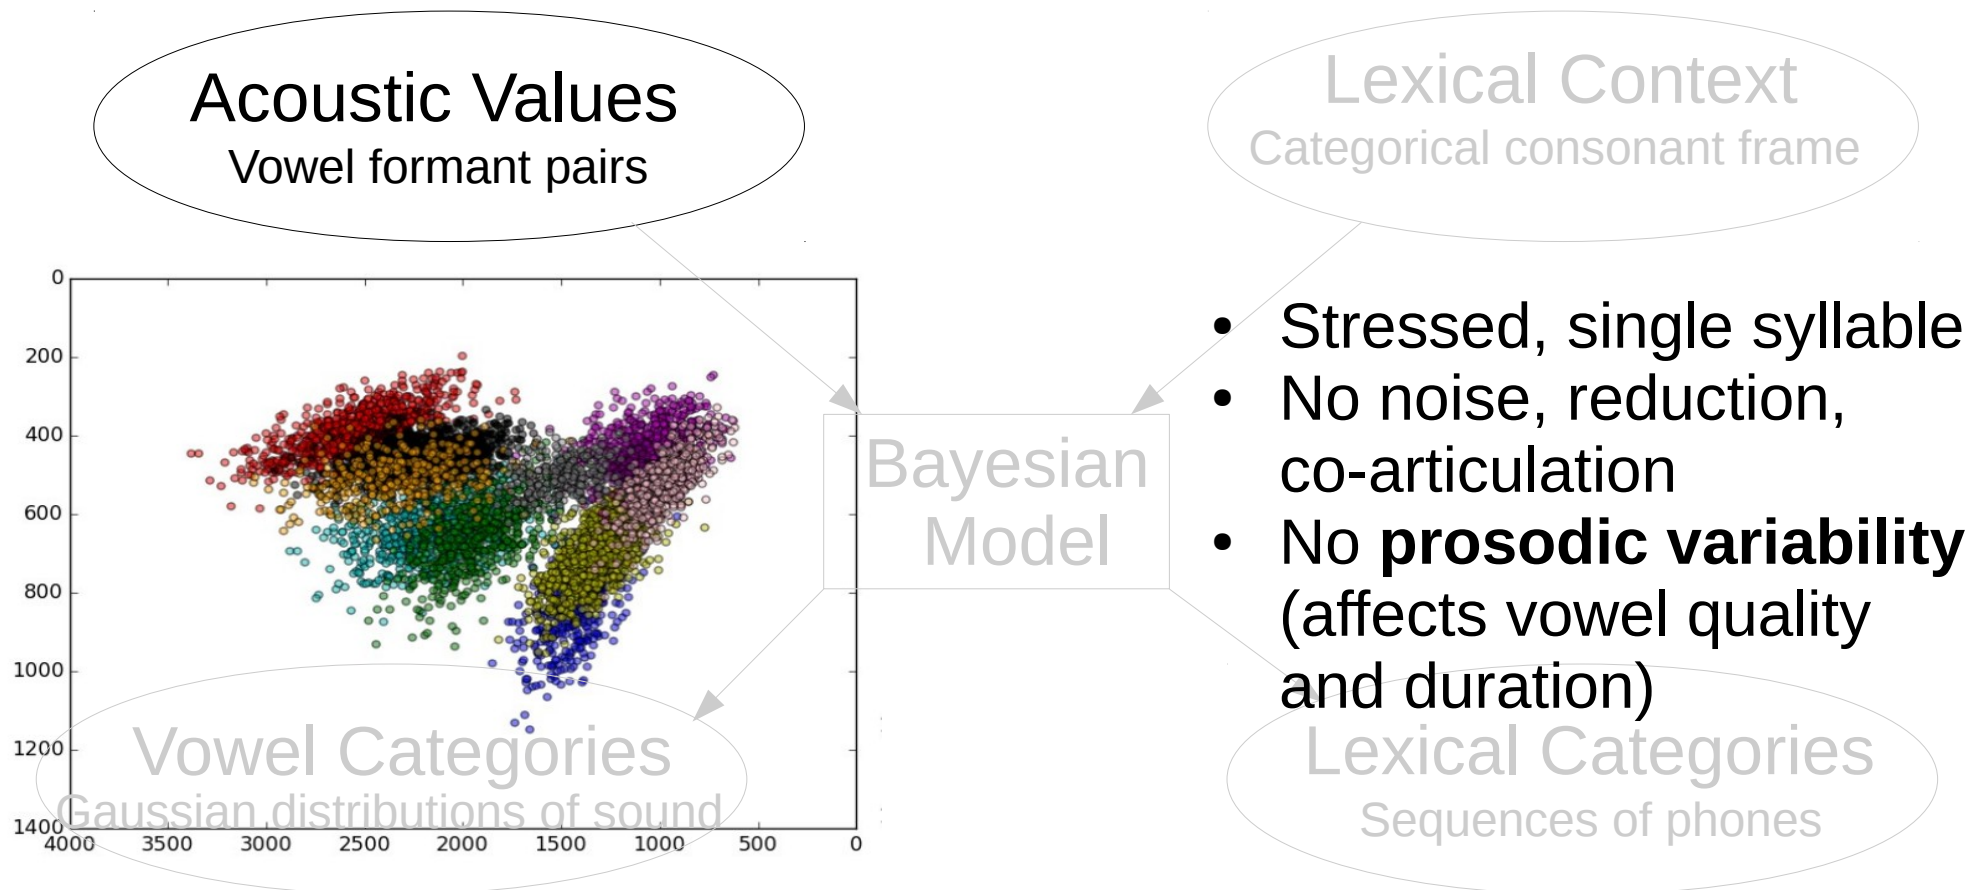 Acoustic Values
Vowel formant pairs
Lexical Context
Categorical consonant frame
0
200
400
600
800
1000
1200
1400
4000 3500 3000 2500 2000 1500 1000 500 0
Bayesian
Model
• Stressed, single syllable
• No noise, reduction,
co-articulation
• No prosodic variability
(affects vowel quality
and duration)
Vowel Categories
Gaussian distributions of sound
Lexical Categories
Sequences of phones